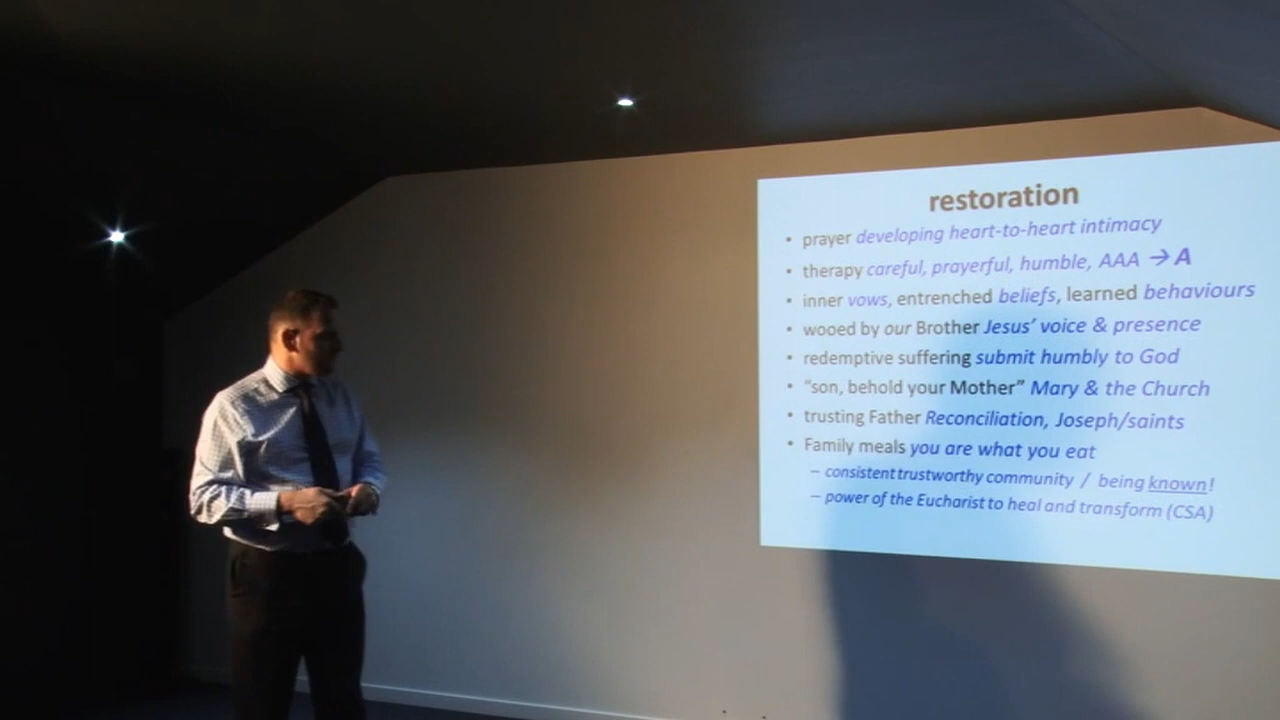 restoration
• prayer developing heart-to-heart intimacy
• therapy careful, prayerful, humble, AAA → A
• inner vows, entrenched beliefs, learned behaviours
• wooed by our Brother Jesus’ voice & presence
• redemptive suffering submit humbly to God
• “son, behold your Mother” Mary & the Church
• trusting Father Reconciliation, Joseph/saints
• Family meals you are what you eat
– consistent trustworthy community / being known!
– power of the Eucharist to heal and transform (CSA)